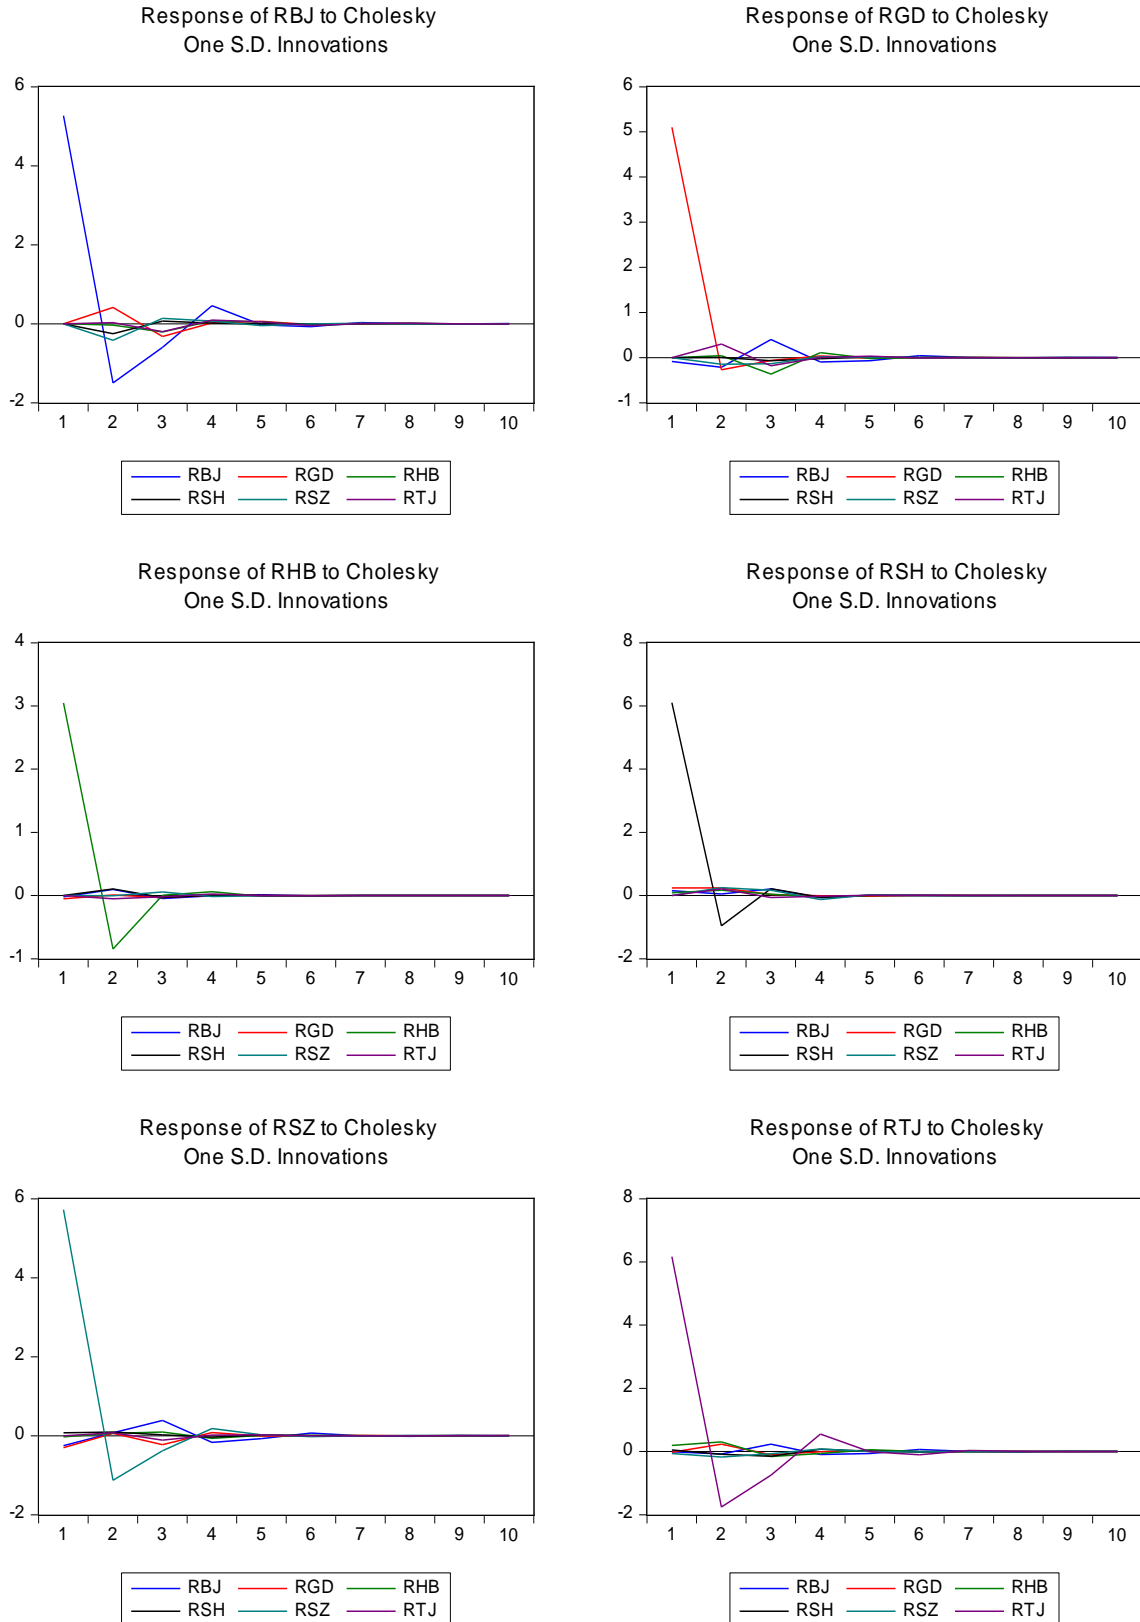 Response of RBJ to Cholesky
One S.D. Innovations
6
4
2
0
-2
1 2 3 4 5 6 7 8 9 10
RBJ RGD RHB
RSH RSZ RTJ
Response of RGD to Cholesky
One S.D. Innovations
6
5
4
3
2
1
0
-1
1 2 3 4 5 6 7 8 9 10
RBJ RGD RHB
RSH RSZ RTJ
Response of RHB to Cholesky
One S.D. Innovations
4
3
2
1
0
-1
1 2 3 4 5 6 7 8 9 10
RBJ RGD RHB
RSH RSZ RTJ
Response of RSH to Cholesky
One S.D. Innovations
8
6
4
2
0
-2
1 2 3 4 5 6 7 8 9 10
RBJ RGD RHB
RSH RSZ RTJ
Response of RSZ to Cholesky
One S.D. Innovations
6
4
2
0
-2
1 2 3 4 5 6 7 8 9 10
RBJ RGD RHB
RSH RSZ RTJ
Response of RTJ to Cholesky
One S.D. Innovations
8
6
4
2
0
-2
1 2 3 4 5 6 7 8 9 10
RBJ RGD RHB
RSH RSZ RTJ